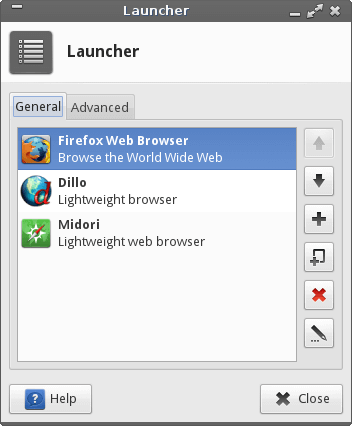 Launcher
Launcher
General
Advanced
Firefox Web Browser
Browse the World Wide Web
Dillo
Lightweight browser
Midori
Lightweight web browser
Help
Close